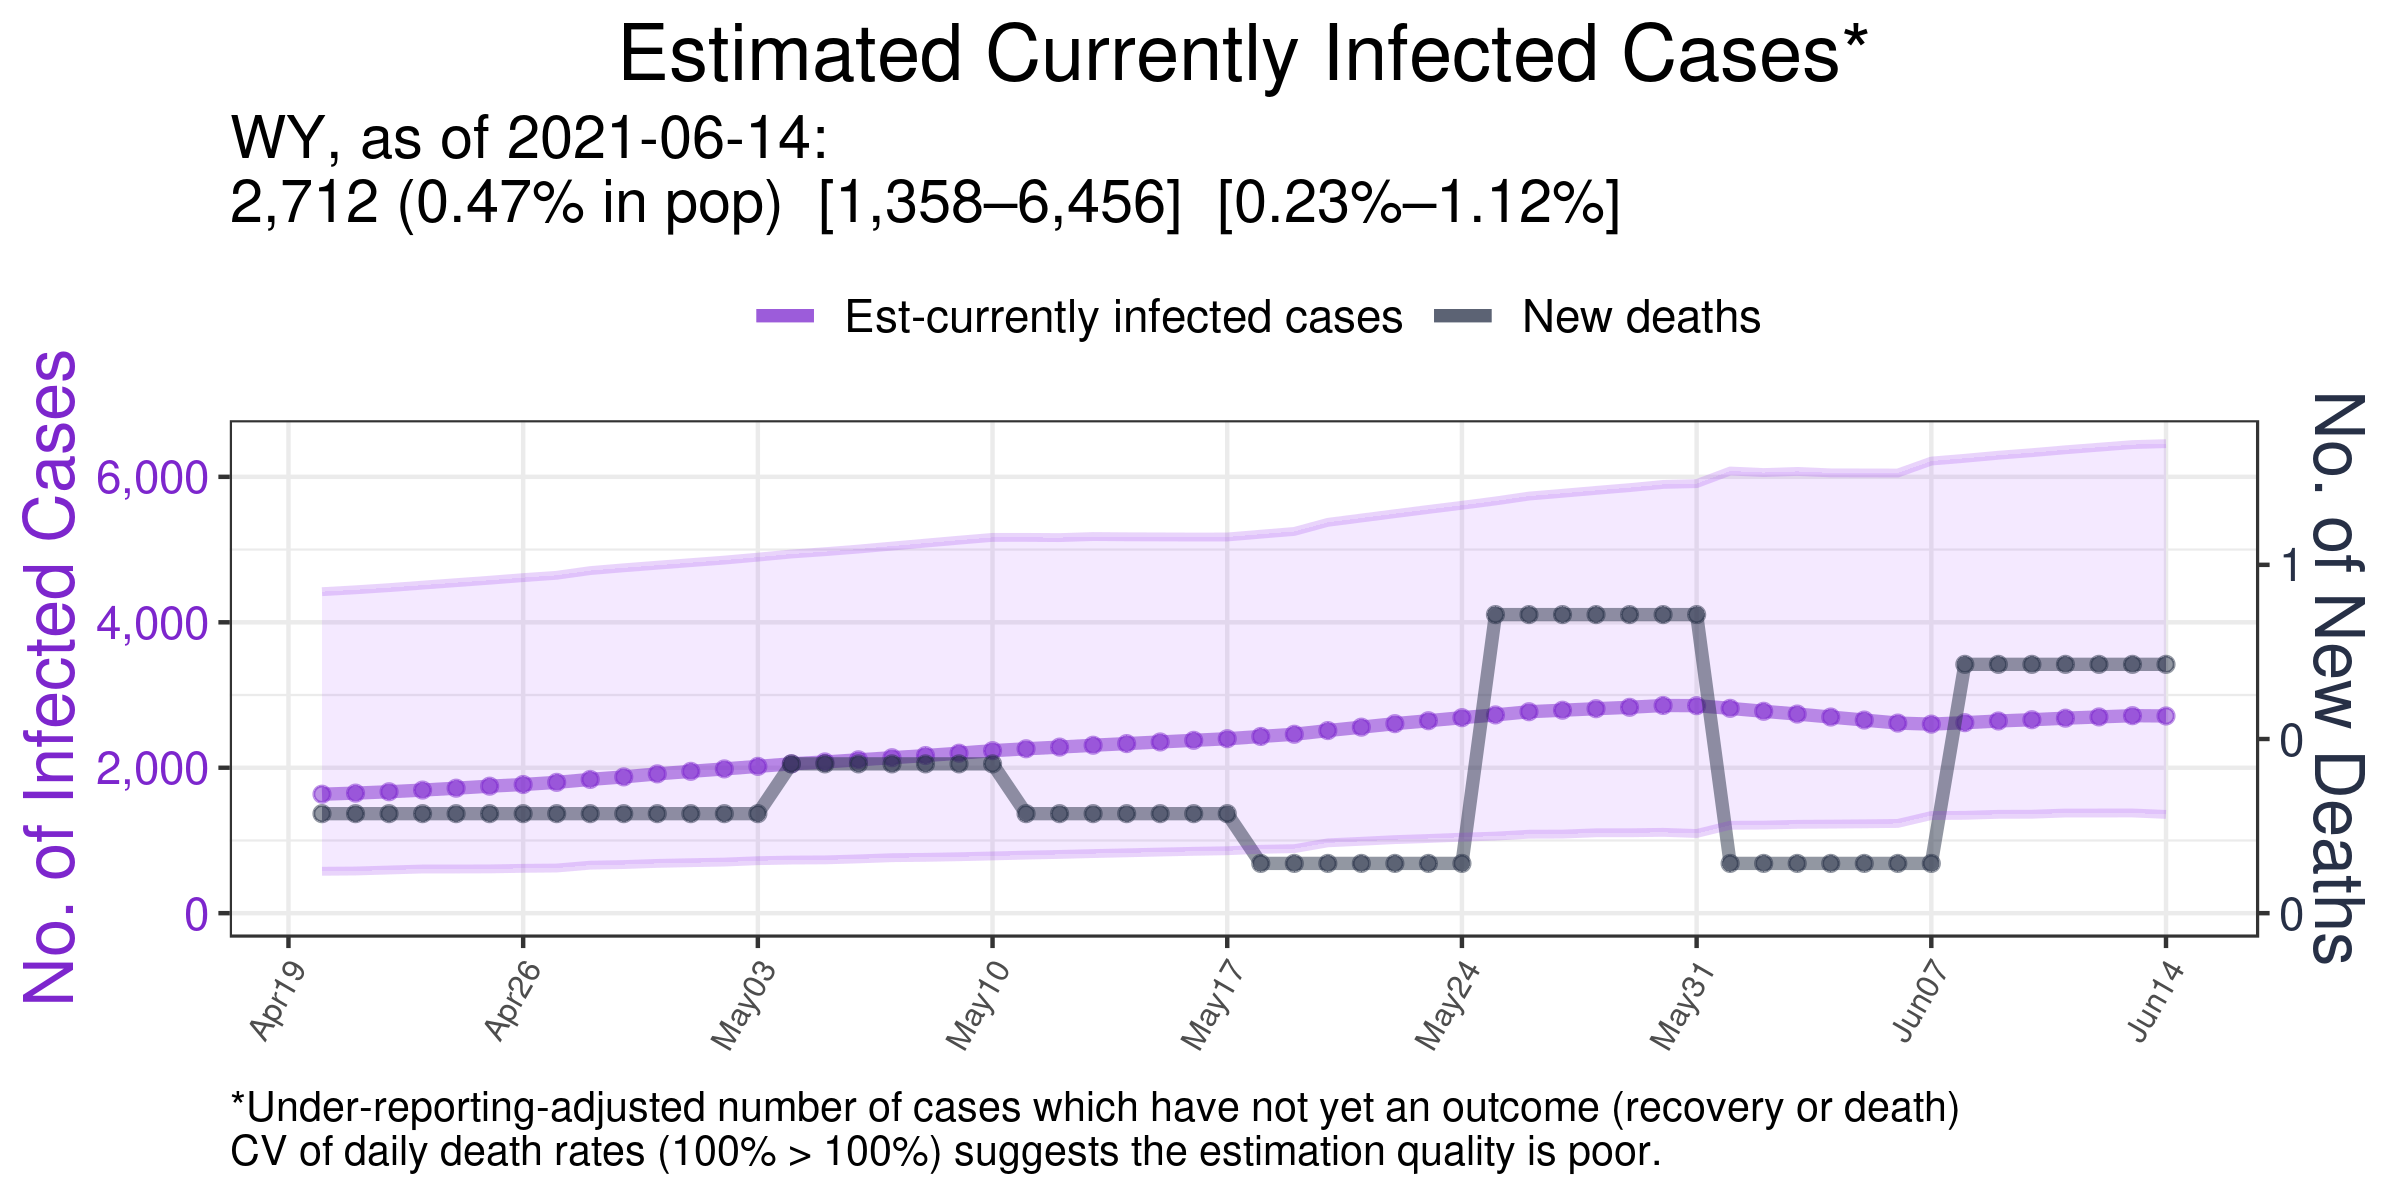 Estimated Currently Infected Cases*
WY, as of 2021-06-14:
2,712 (0.47% in pop)  [1,358–6,456]  [0.23%–1.12%]
Est-currently infected cases
New deaths
No. of Infected Cases
6,000
4,000
2,000
0
1
0
0
No. of New Deaths
Apr19
Apr26
May03
May10
May17
May24
May31
Jun07
Jun14
*Under-reporting-adjusted number of cases which have not yet an outcome (recovery or death)
CV of daily death rates (100% > 100%) suggests the estimation quality is poor.